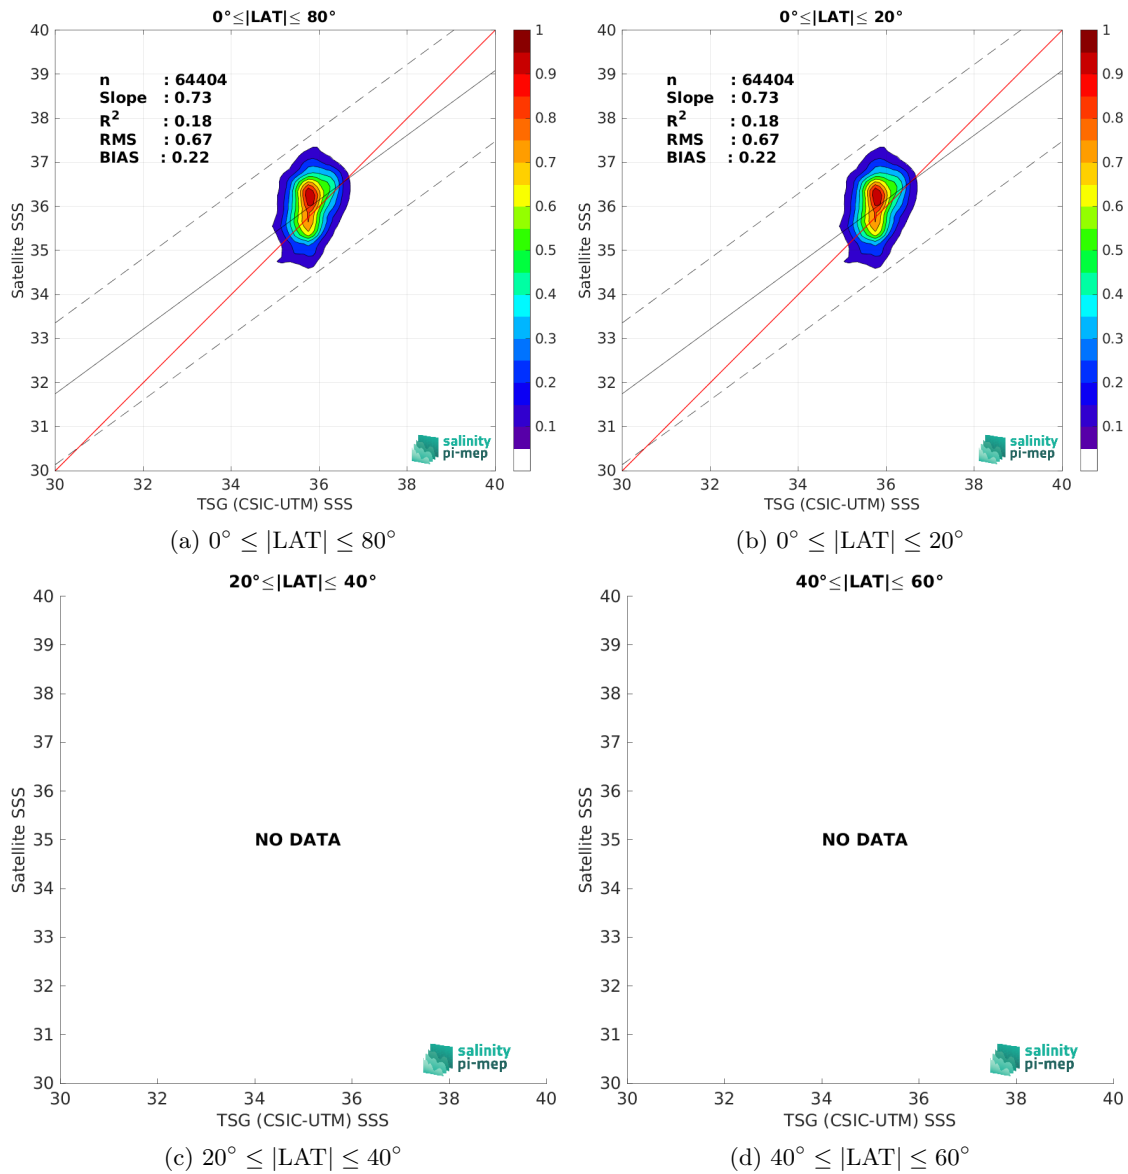 0°≤|LAT|≤ 80°
40
39
38
37
36
35
34
33
32
31
30
Satellite SSS
n : 64404
Slope : 0.73
R² : 0.18
RMS : 0.67
BIAS : 0.22
salinity
pi-mep
30 32 34 36 38 40
TSG (CSIC-UTM) SSS
1
0.9
0.8
0.7
0.6
0.5
0.4
0.3
0.2
0.1
(a) 0° ≤ |LAT| ≤ 80°
0°≤|LAT|≤ 20°
40
39
38
37
36
35
34
33
32
31
30
Satellite SSS
n : 64404
Slope : 0.73
R² : 0.18
RMS : 0.67
BIAS : 0.22
salinity
pi-mep
30 32 34 36 38 40
TSG (CSIC-UTM) SSS
1
0.9
0.8
0.7
0.6
0.5
0.4
0.3
0.2
0.1
(b) 0° ≤ |LAT| ≤ 20°
20°≤|LAT|≤ 40°
40
39
38
37
36
35
34
33
32
31
30
Satellite SSS
NO DATA
salinity
pi-mep
30 32 34 36 38 40
TSG (CSIC-UTM) SSS
(c) 20° ≤ |LAT| ≤ 40°
40°≤|LAT|≤ 60°
40
39
38
37
36
35
34
33
32
31
30
Satellite SSS
NO DATA
salinity
pi-mep
30 32 34 36 38 40
TSG (CSIC-UTM) SSS
(d) 40° ≤ |LAT| ≤ 60°